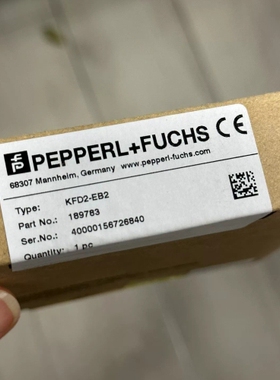 PEPPERL+FUCHS CE
68307 Mannheim, Germany www.pepperl-fuchs.com
Type: KFD2-EB2
Part No.: 189783
Ser.No.: 40000156726840
Quantity: 1 pc